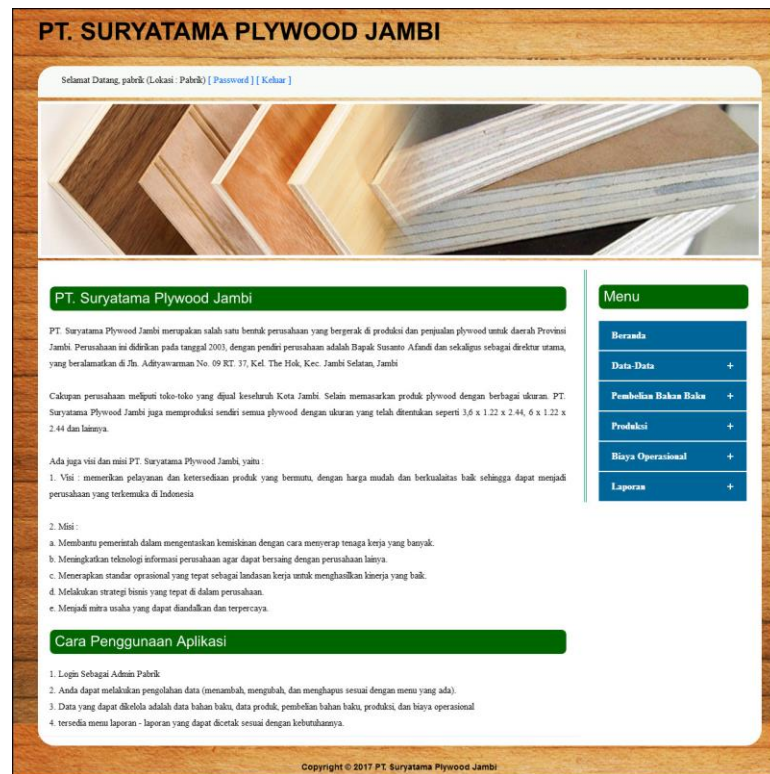 PT. SURYATAMA PLYWOOD JAMBI
Selamat Datang, pabrik (Lokasi : Pabrik) [ Password ] [ Keluar ]
PT. Suryatama Plywood Jambi
PT. Suryatama Plywood Jambi merupakan salah satu bentuk perusahaan yang bergerak di produksi dan penjualan plywood untuk daerah Provinsi
Jambi. Perusahaan ini didirikan pada tanggal 2003, dengan pendiri perusahaan adalah Bapak Susanto Afandi dan sekaligus sebagai direktur utama,
yang beralamatkan di Jln. Adityawarman No. 09 RT. 37, Kel. The Hok, Kec. Jambi Selatan, Jambi
Cakupan perusahaan meliputi toko-toko yang dijual keseluruh Kota Jambi. Selain memasarkan produk plywood dengan berbagai ukuran. PT.
Suryatama Plywood Jambi juga memproduksi sendiri semua plywood dengan ukuran yang telah ditentukan seperti 3,6 x 1.22 x 2.44, 6 x 1.22 x
2.44 dan lainnya.
Ada juga visi dan misi PT. Suryatama Plywood Jambi, yaitu :
1. Visi : memerikan pelayanan dan ketersediaan produk yang bermutu, dengan harga mudah dan berkualaitas baik sehingga dapat menjadi
perusahaan yang terkemuka di Indonesia
2. Misi :
a. Membantu pemerintah dalam mengentaskan kemiskinan dengan cara menyerap tenaga kerja yang banyak.
b. Meningkatkan teknologi informasi perusahaan agar dapat bersaing dengan perusahaan lainya.
c. Menerapkan standar oprasional yang tepat sebagai landasan kerja untuk menghasilkan kinerja yang baik.
d. Melakukan strategi bisnis yang tepat di dalam perusahaan.
e. Menjadi mitra usaha yang dapat diandalkan dan terpercaya.
Cara Penggunaan Aplikasi
1. Login Sebagai Admin Pabrik
2. Anda dapat melakukan pengolahan data (menambah, mengubah, dan menghapus sesuai dengan menu yang ada).
3. Data yang dapat dikelola adalah data bahan baku, data produk, pembelian bahan baku, produksi, dan biaya operasional
4. tersedia menu laporan - laporan yang dapat dicetak sesuai dengan kebutuhannya.
Menu
Beranda
Data-Data +
Pembelian Bahan Baku +
Produksi +
Biaya Operasional +
Laporan +
Copyright © 2017 PT. Suryatama Plywood Jambi